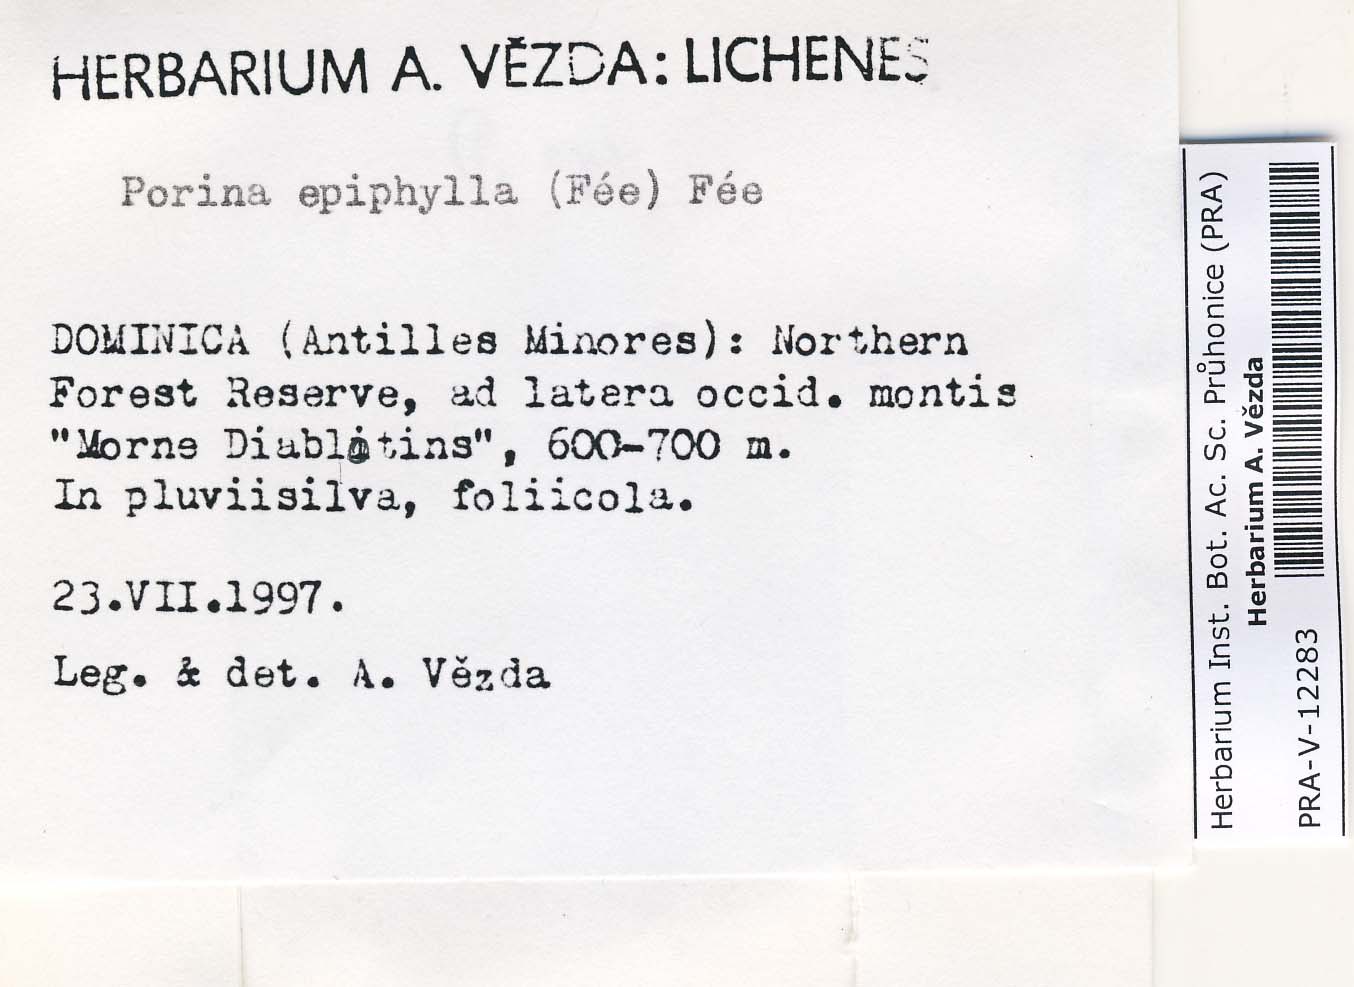 HERBARIUM A. VĚZDA: LICHENES
Porina epiphylla (Fée) Fée
DOMINICA (Antilles Minores): Northern
Forest Reserve, ad latera occid. montis
"Morne Diablotins", 600-700 m.
In pluviisilva, foliicola.
23.VII.1997.
Leg. & det. A. Vězda
Herbarium Inst. Bot. Ac. Sc. Průhonice (PRA)
Herbarium A. Vězda
PRA-V-12283